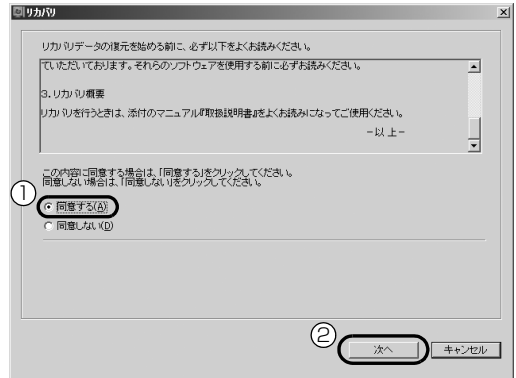 リカバリ
リカバリデータの復元を始める前に、必ず以下をよくお読みください。
ていただいております。それらのソフトウェアを使用する前に必ずお読みください。
3. リカバリ概要
リカバリを行うときは、添付のマニュアル『取扱説明書』をよくお読みになってご使用ください。
－以 上－
この内容に同意する場合は、「同意する」をクリックしてください。
同意しない場合は、「同意しない」をクリックしてください。
①
同意する(A)
同意しない(D)
②
次へ
キャンセル